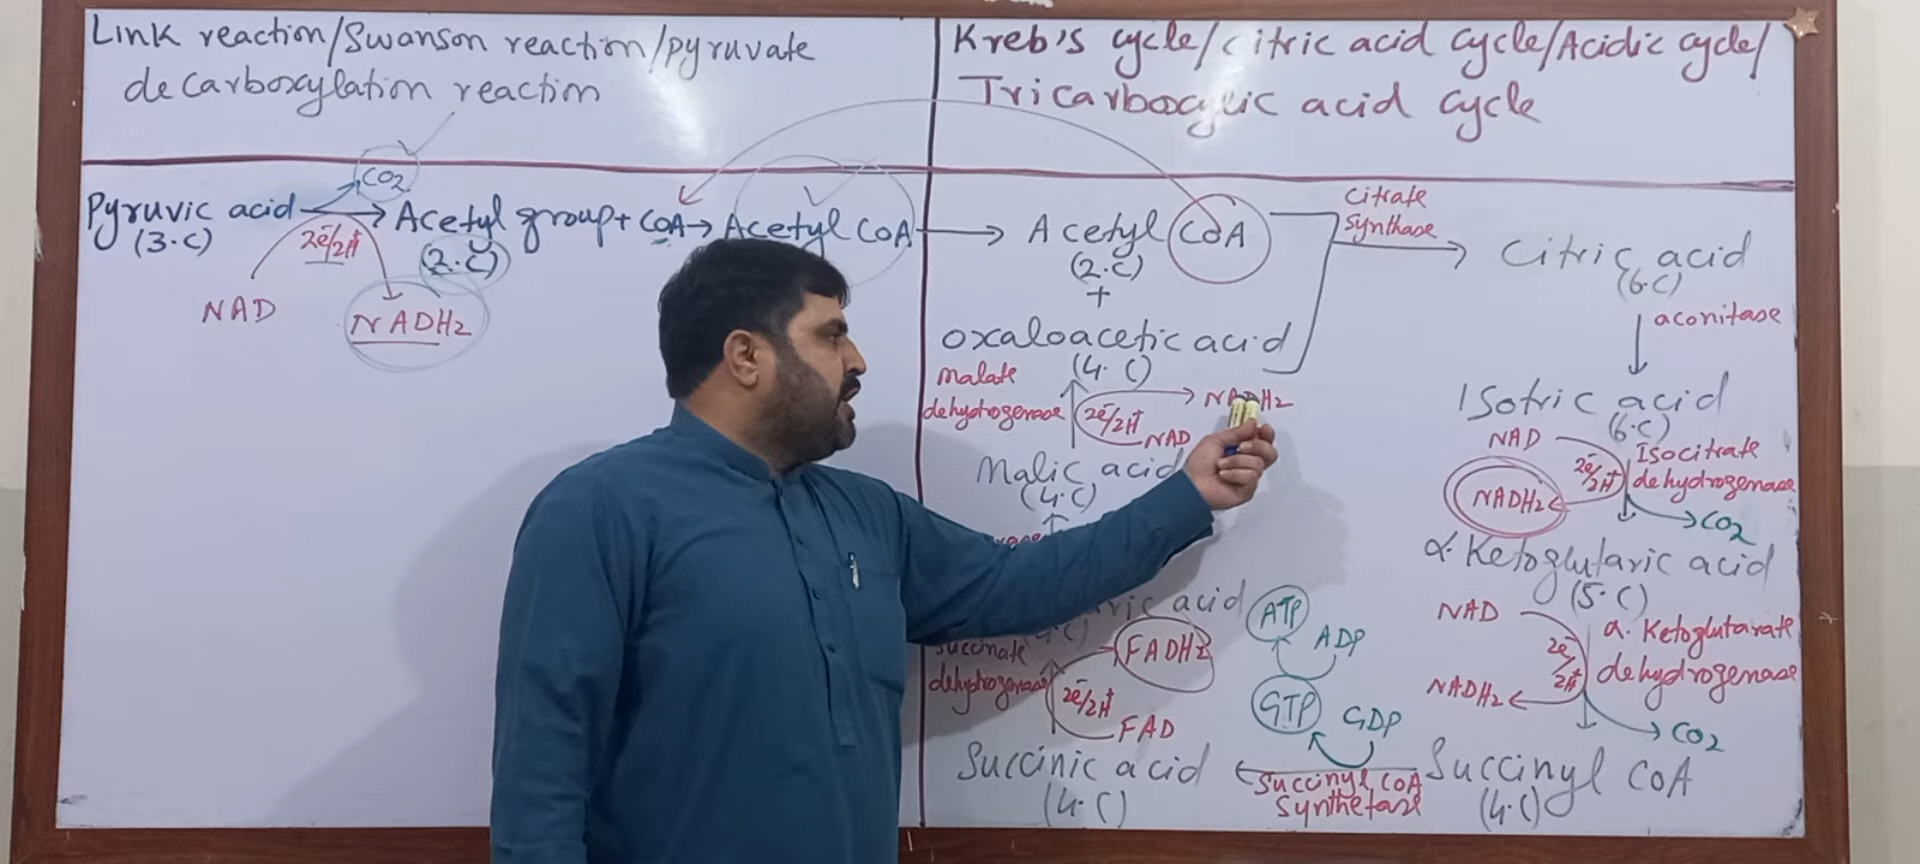 Link reaction/Swanson reaction/pyruvate
decarboxylation reaction
CO2
Pyruvic acid → Acetyl group + CoA → Acetyl CoA →
(3.C)
2e-/2H+
(2.C)
NAD
NADH2
Kreb's cycle/citric acid cycle/Acidic cycle/
Tricarboxylic acid cycle
Acetyl CoA
(2.C)
+
Oxaloacetic acid
(4.C)
Citrate
synthase
Citric acid
(6.C)
aconitase
Isotric acid
(6.C)
NAD
2e-/2H+
Isocitrate
dehydrogenase
NADH2
CO2
α. Ketoglutaric acid
(5.C)
NAD
2e-/2H+
α. Ketoglutarate
dehydrogenase
NADH2
CO2
Succinyl CoA
(4.C)
Succinyl CoA
Synthetase
GDP
GTP
ADP
ATP
Succinic acid
(4.C)
Succinate
dehydrogenase
2e-/2H+
FAD
FADH2
acid
Malic acid
(4.C)
Malate
dehydrogenase
2e-/2H+
NAD
NADH2